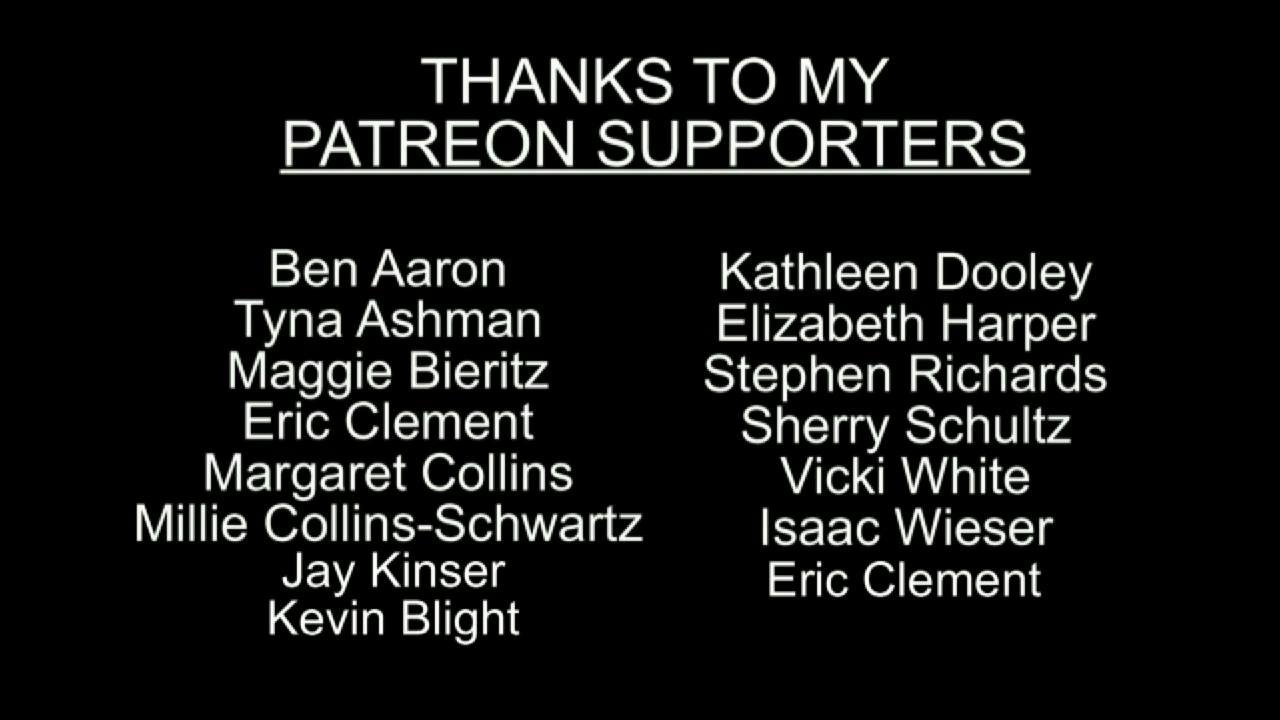 THANKS TO MY
PATREON SUPPORTERS
Ben Aaron
Tyna Ashman
Maggie Bieritz
Eric Clement
Margaret Collins
Millie Collins-Schwartz
Jay Kinser
Kevin Blight
Kathleen Dooley
Elizabeth Harper
Stephen Richards
Sherry Schultz
Vicki White
Isaac Wieser
Eric Clement